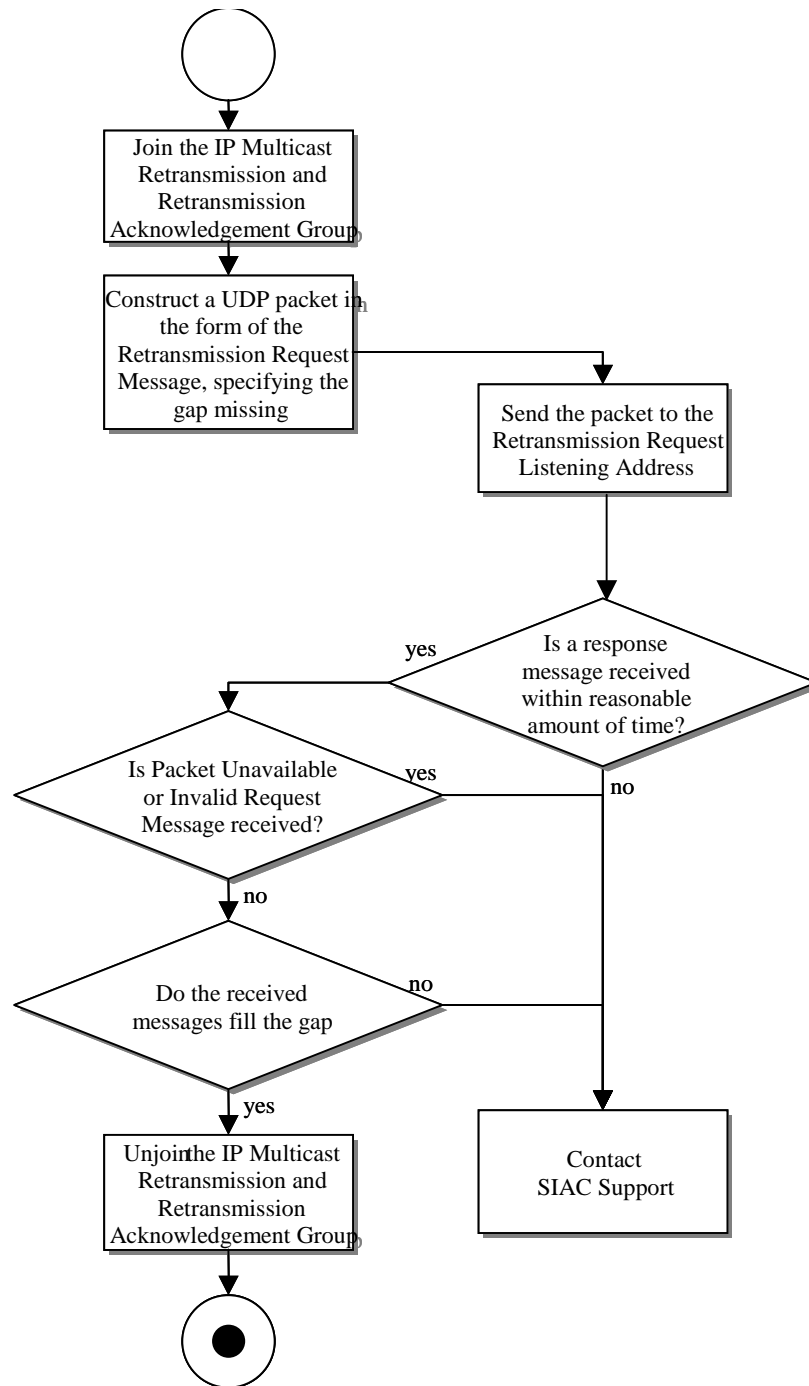 Join the IP Multicast
Retransmission and
Retransmission
Acknowledgement Group
Construct a UDP packet in
the form of the
Retransmission Request
Message, specifying the
gap missing
Send the packet to the
Retransmission Request
Listening Address
Is a response
message received
within reasonable
amount of time?
yes
no
Is Packet Unavailable
or Invalid Request
Message received?
yes
no
Do the received
messages fill the gap
no
yes
Unjoin the IP Multicast
Retransmission and
Retransmission
Acknowledgement Group
Contact
SIAC Support